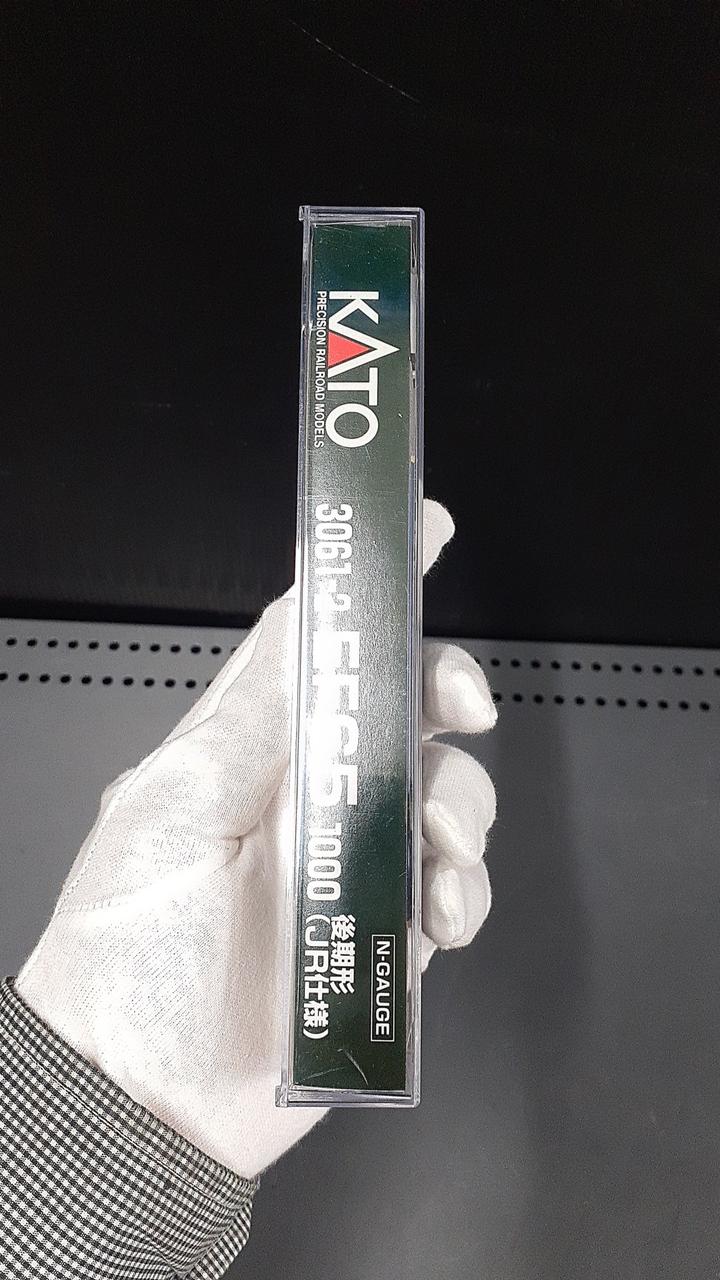 KATO
PRECISION RAILROAD MODELS
3061-2 EF65 1000 後期形
(JR仕様)
N-GAUGE